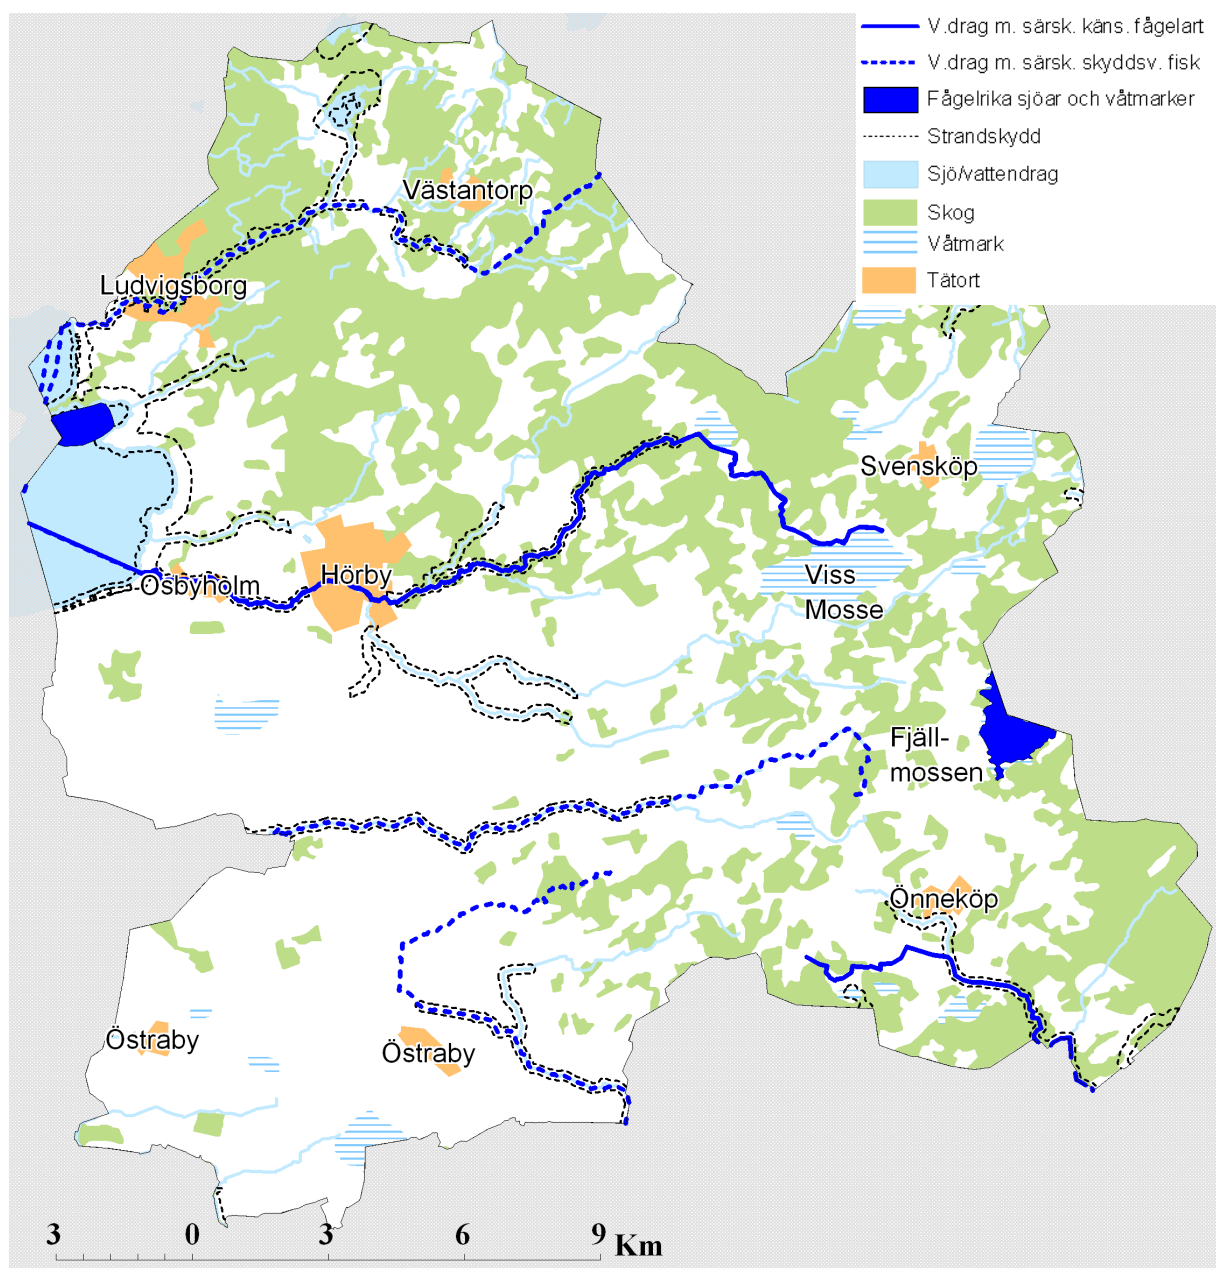 V.drag m. särsk. käns. fågelart
V.drag m. särsk. skyddsv. fisk
Fågelrika sjöar och våtmarker
Strandskydd
Sjö/vattendrag
Skog
Våtmark
Tätort
Västantorp
Ludvigsborg
Svensköp
Osbyholm
Hörby
Viss
Mosse
Fjäll-
mossen
Önneköp
Östraby
Östraby
3 0 3 6 9 Km